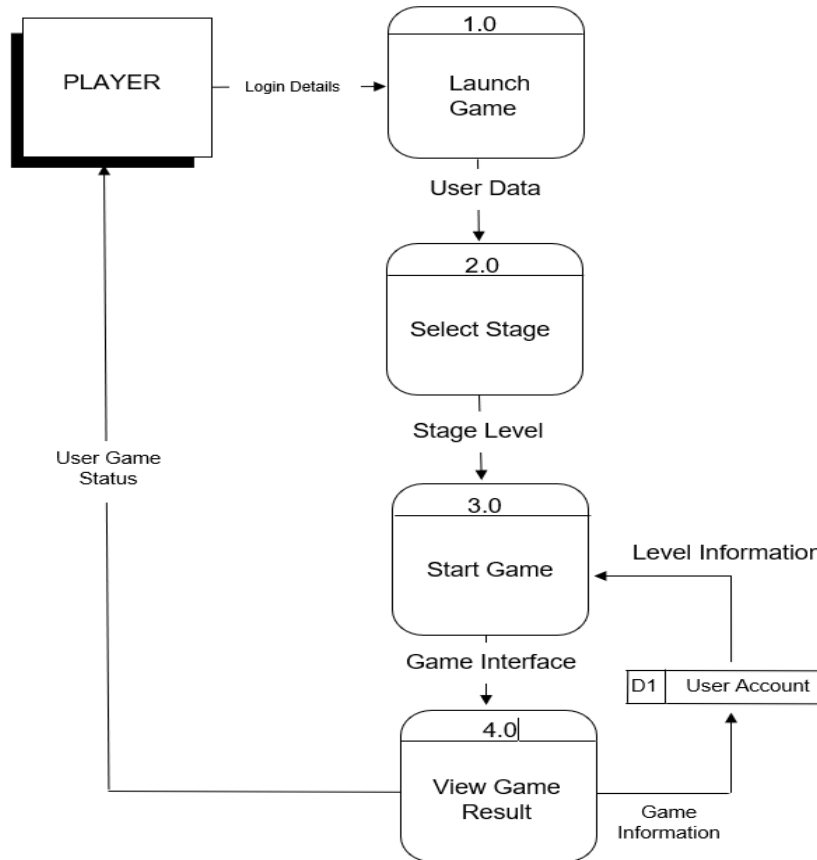 1.0
PLAYER
Login Details
Launch
Game
User Data
2.0
Select Stage
Stage Level
User Game
Status
3.0
Start Game
Level Information
Game Interface
D1
User Account
4.0
View Game
Result
Game
Information